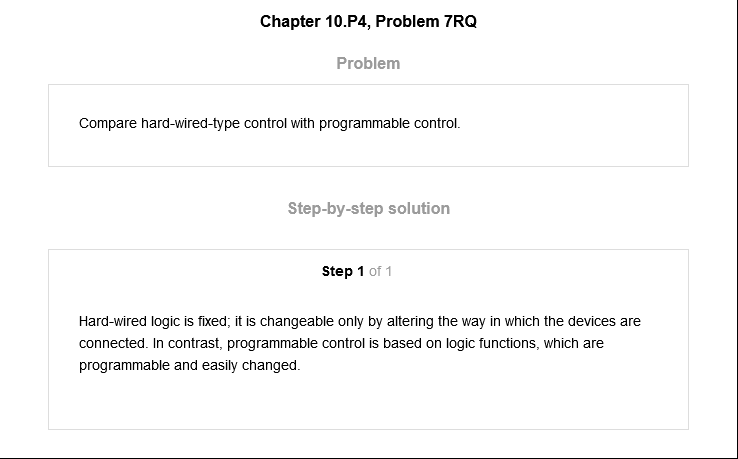 Chapter 10.P4, Problem 7RQ
Problem
Compare hard-wired-type control with programmable control.
Step-by-step solution
Step 1 of 1
Hard-wired logic is fixed; it is changeable only by altering the way in which the devices are
connected. In contrast, programmable control is based on logic functions, which are
programmable and easily changed.